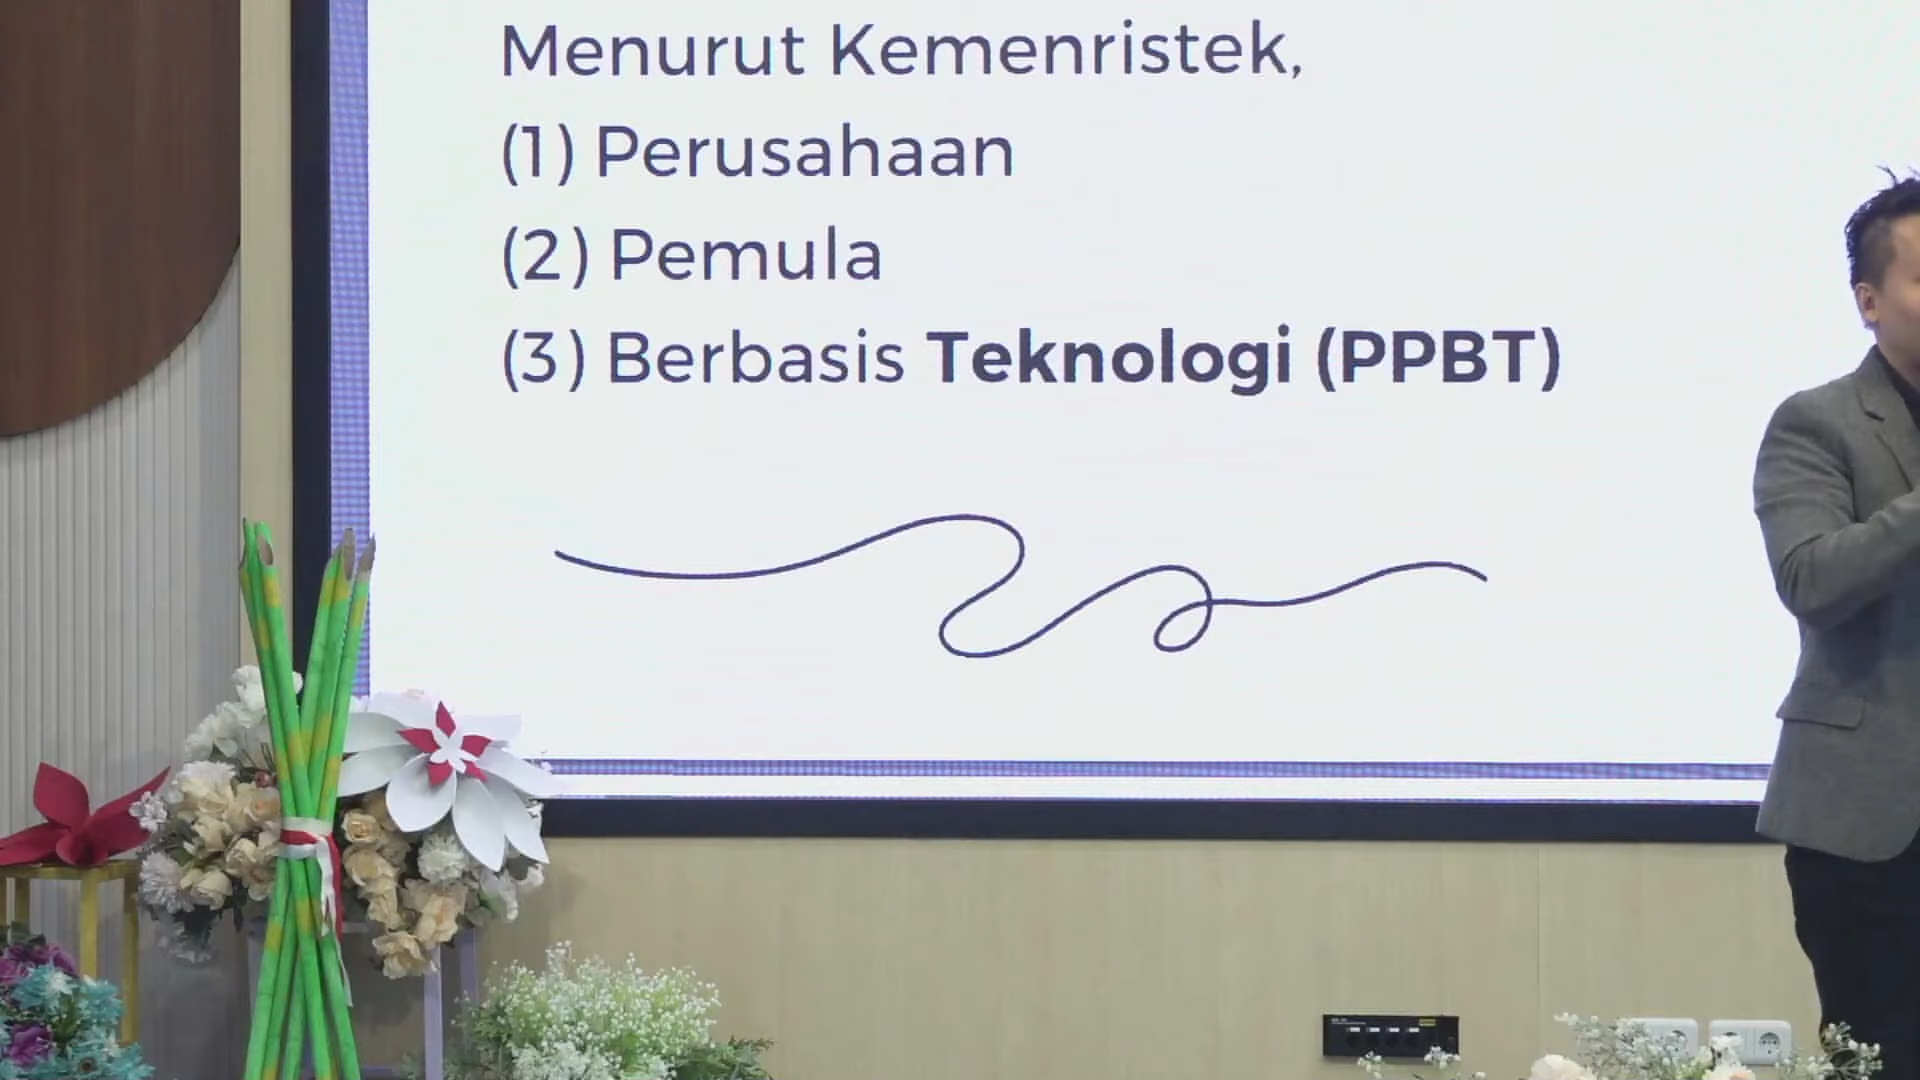 Menurut Kemenristek,
(1) Perusahaan
(2) Pemula
(3) Berbasis Teknologi (PPBT)